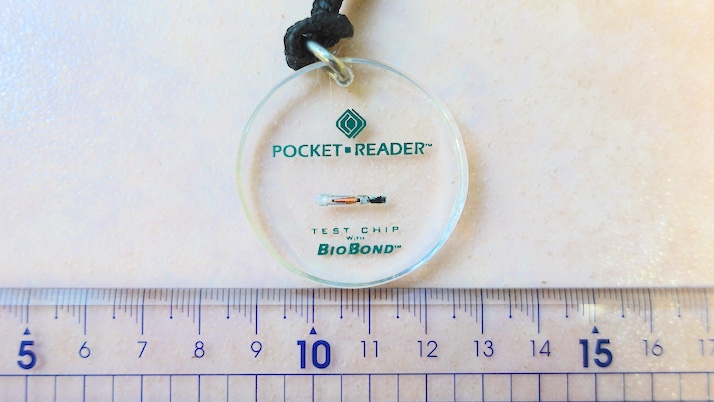 POCKET▪READER™
TEST CHIP
WITH
BIOBOND™
5 6 7 8 9 10 11 12 13 14 15 16